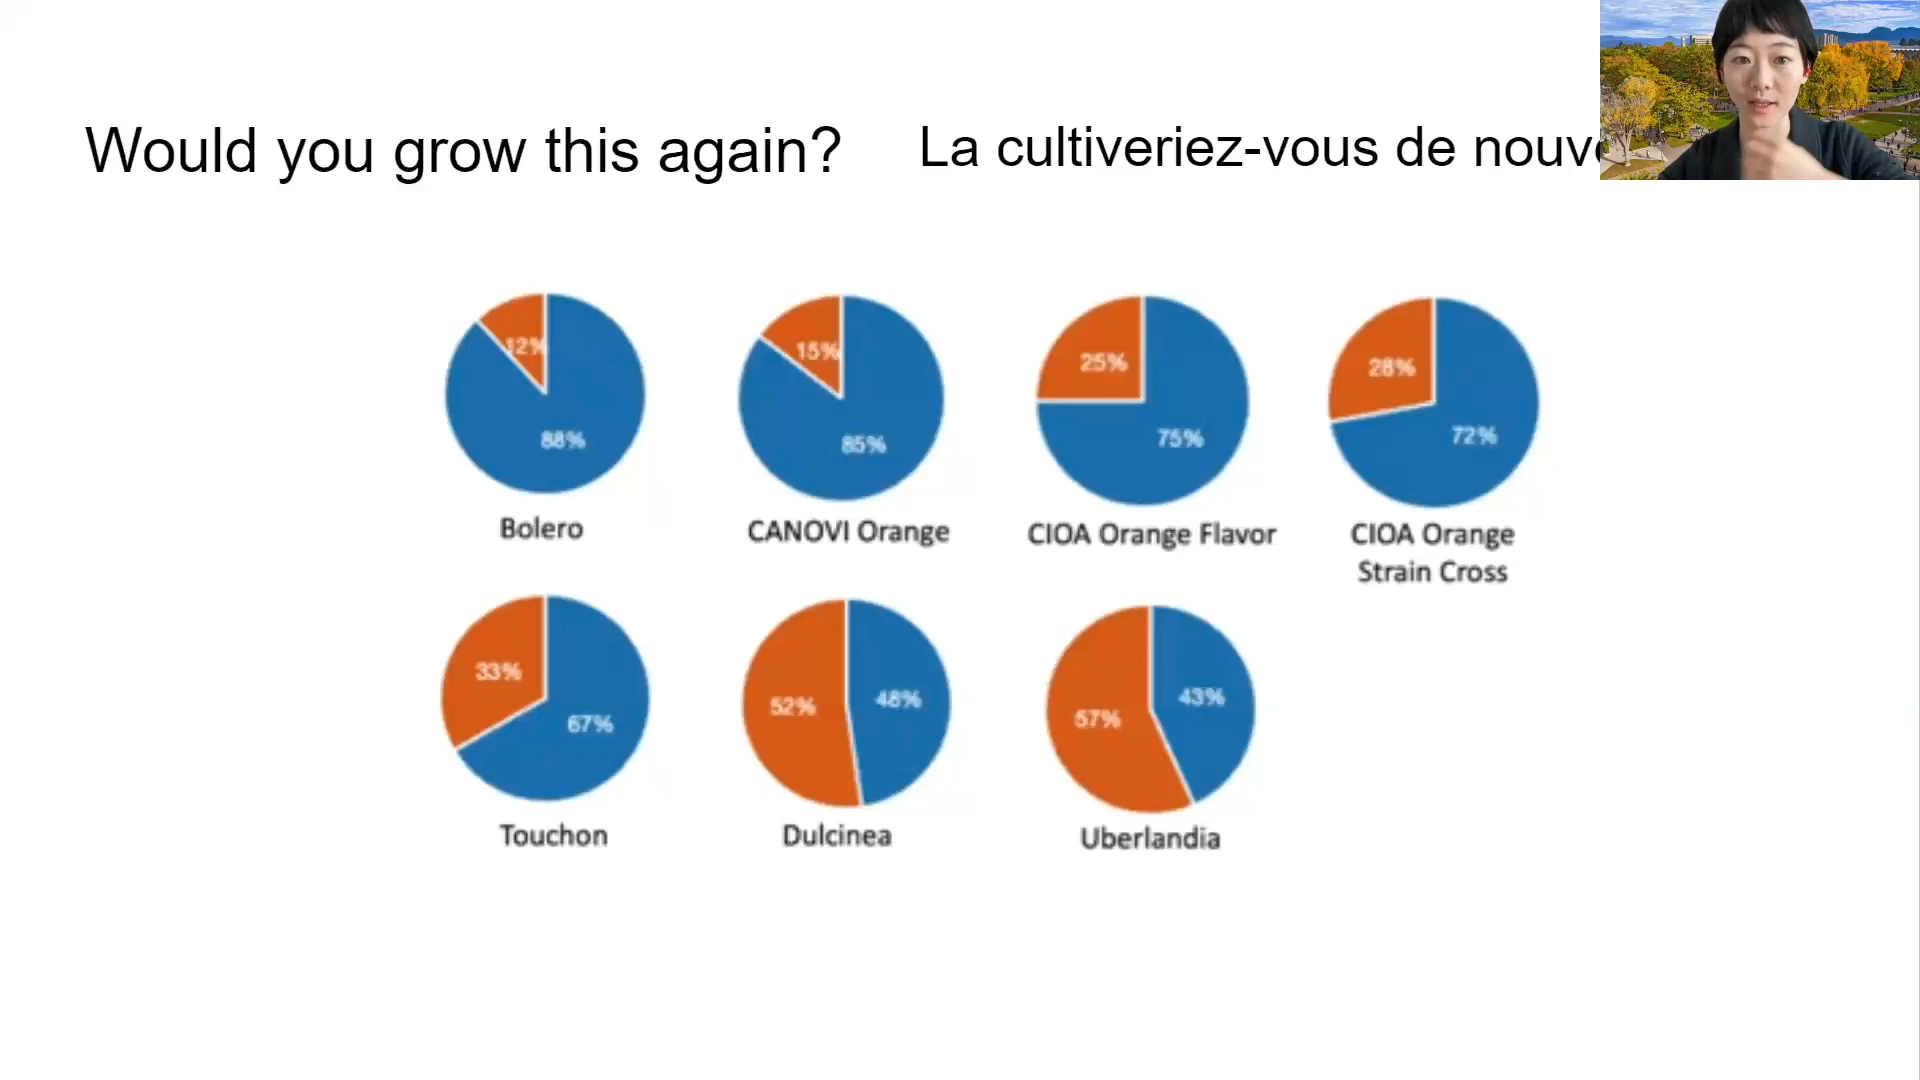 Would you grow this again?
La cultiveriez-vous de nouv
12%
88%
15%
85%
25%
75%
28%
72%
Bolero
CANOVI Orange
CIOA Orange Flavor
CIOA Orange
Strain Cross
33%
67%
52%
48%
57%
43%
Touchon
Dulcinea
Uberlandia